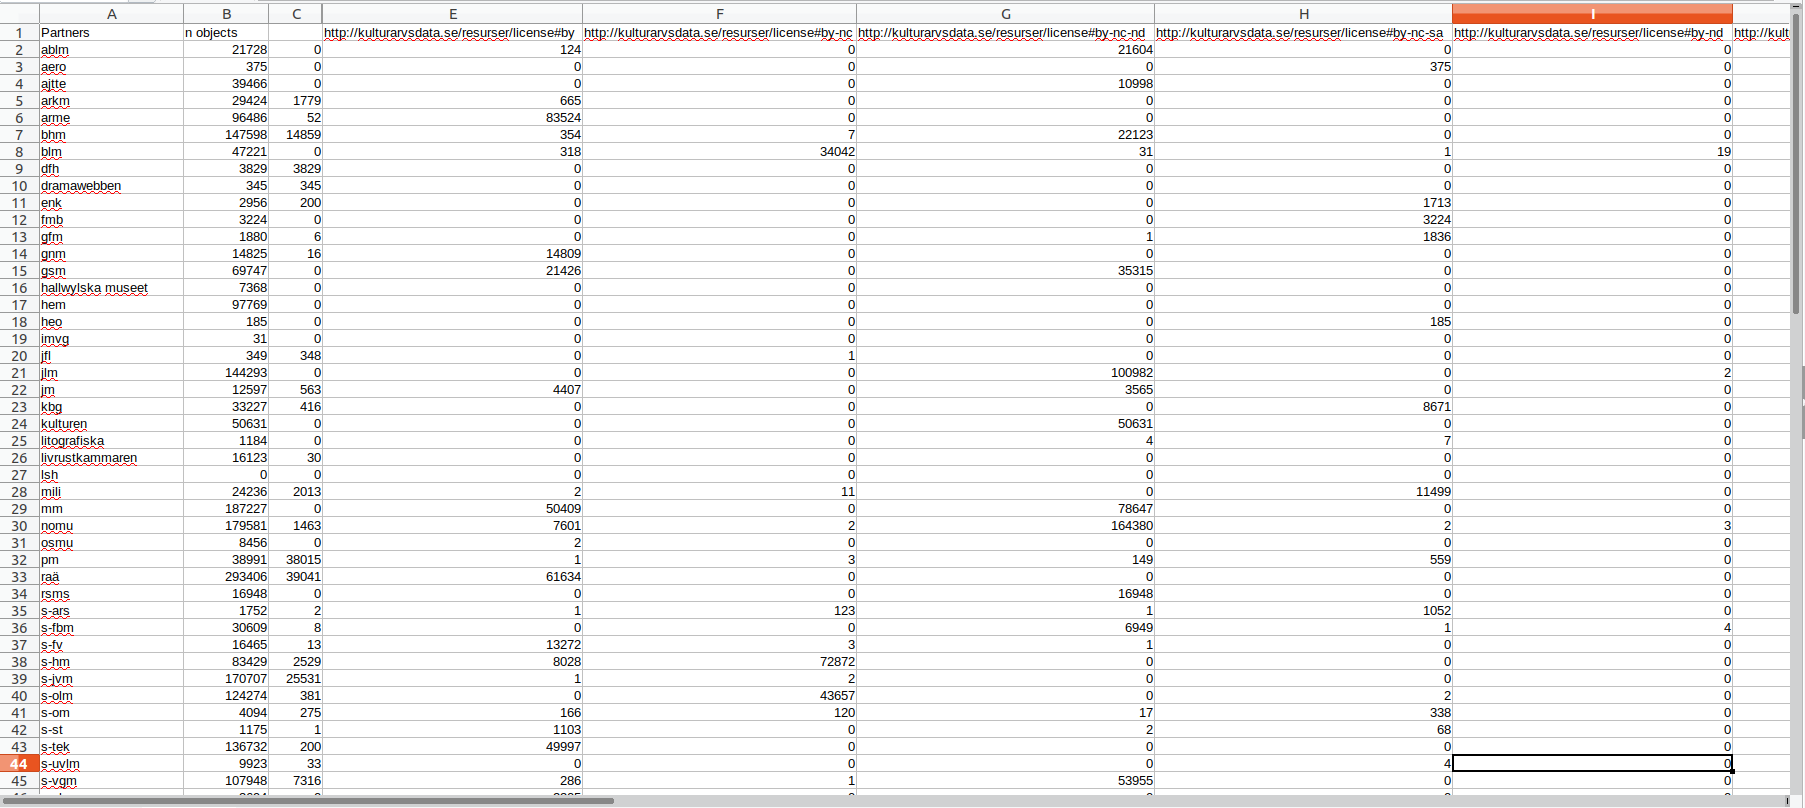 A B C E F G H I
1 Partners n objects http://kulturarvsdata.se/resurser/license#by http://kulturarvsdata.se/resurser/license#by-nc http://kulturarvsdata.se/resurser/license#by-nc-nd http://kulturarvsdata.se/resurser/license#by-nc-sa http://kulturarvsdata.se/resurser/license#by-nd http://kult
2 ablm 21728 0 124 0 21604 0 0
3 aero 375 0 0 0 0 375 0
4 ajtte 39466 0 0 0 10998 0 0
5 arkm 29424 1779 665 0 0 0 0
6 arme 96486 52 83524 0 0 0 0
7 bhm 147598 14859 354 7 22123 0 0
8 blm 47221 0 318 34042 31 1 19
9 dfh 3829 3829 0 0 0 0 0
10 dramawebben 345 345 0 0 0 0 0
11 enk 2956 200 0 0 0 1713 0
12 fmb 3224 0 0 0 0 3224 0
13 gfm 1880 6 0 0 1 1836 0
14 gnm 14825 16 14809 0 0 0 0
15 gsm 69747 0 21426 0 35315 0 0
16 hallwylska museet 7368 0 0 0 0 0 0
17 hem 97769 0 0 0 0 0 0
18 heo 185 0 0 0 0 185 0
19 imvg 31 0 0 0 0 0 0
20 jfl 349 348 0 1 0 0 0
21 jlm 144293 0 0 0 100982 0 2
22 jm 12597 563 4407 0 3565 0 0
23 kbg 33227 416 0 0 0 8671 0
24 kulturen 50631 0 0 0 50631 0 0
25 litografiska 1184 0 0 0 4 7 0
26 livrustkammaren 16123 30 0 0 0 0 0
27 lsh 0 0 0 0 0 0 0
28 mili 24236 2013 2 11 0 11499 0
29 mm 187227 0 50409 0 78647 0 0
30 nomu 179581 1463 7601 2 164380 2 3
31 osmu 8456 0 2 0 0 0 0
32 pm 38991 38015 1 3 149 559 0
33 raä 293406 39041 61634 0 0 0 0
34 rsms 16948 0 0 0 16948 0 0
35 s-ars 1752 2 1 123 1 1052 0
36 s-fbm 30609 8 0 0 6949 1 4
37 s-fv 16465 13 13272 3 1 0 0
38 s-hm 83429 2529 8028 72872 0 0 0
39 s-jvm 170707 25531 1 2 0 0 0
40 s-olm 124274 381 0 43657 0 2 0
41 s-om 4094 275 166 120 17 338 0
42 s-st 1175 1 1103 0 2 68 0
43 s-tek 136732 200 49997 0 0 0 0
44 s-uvlm 9923 33 0 0 0 4 0
45 s-vgm 107948 7316 286 1 53955 0 0